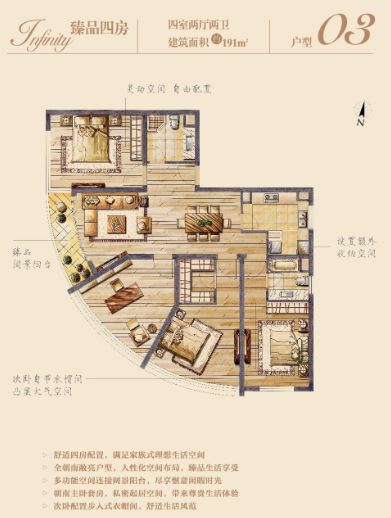 Infinity 臻品四房
四室两厅两卫
建筑面积 约191m²
户型 03
灵动空间 自由配置
N
臻品
阔景阳台
设置额外
收纳空间
次卧自带衣帽间
凸显大气空间
舒适四房配置，满足家族式理想生活空间
全朝南敞亮户型，人性化空间布局，臻品生活享受
多功能空间连接阔景阳台，尽享惬意闲暇时光
朝南主卧套房，私密起居空间，带来尊贵生活体验
次卧配置步入式衣帽间，舒适生活风范